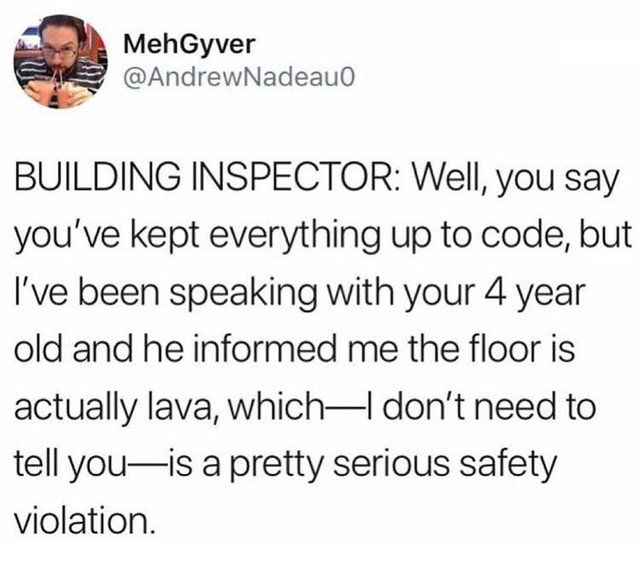 MehGyver
@AndrewNadeau0
BUILDING INSPECTOR: Well, you say
you've kept everything up to code, but
I've been speaking with your 4 year
old and he informed me the floor is
actually lava, which—I don't need to
tell you—is a pretty serious safety
violation.